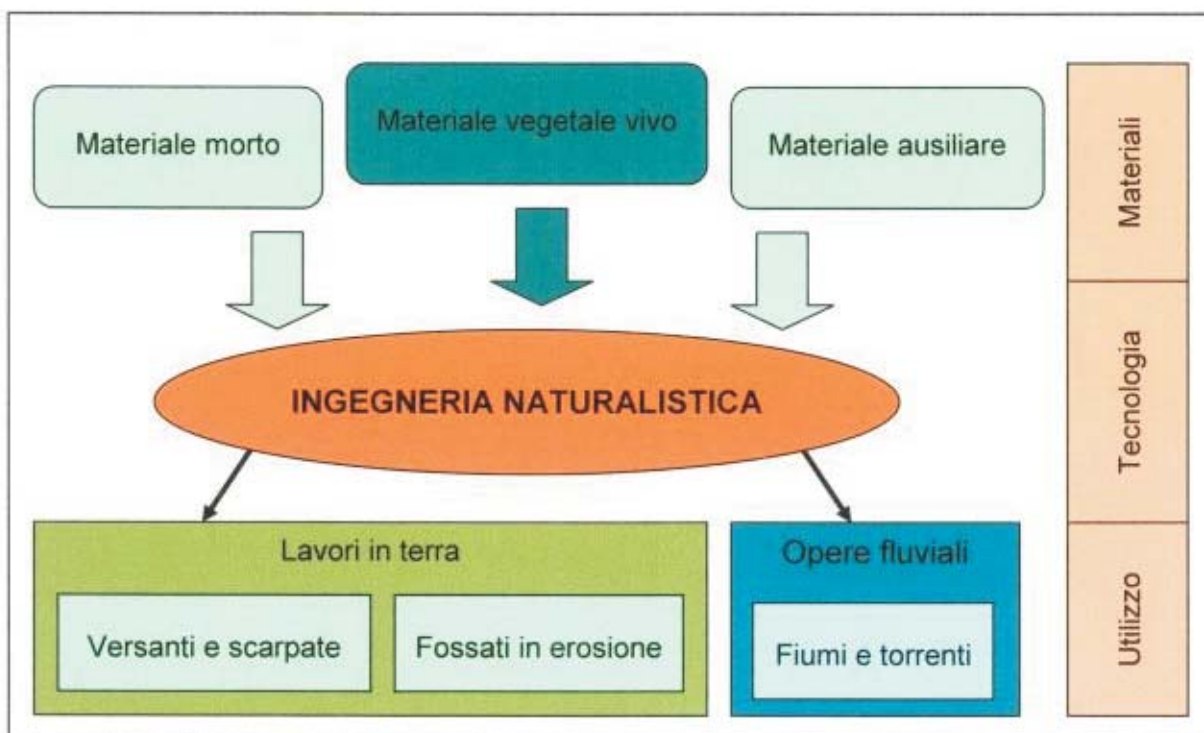 Materiale morto
Materiale vegetale vivo
Materiale ausiliare
INGEGNERIA NATURALISTICA
Lavori in terra
Versanti e scarpate
Fossati in erosione
Opere fluviali
Fiumi e torrenti
Materiali
Tecnologia
Utilizzo